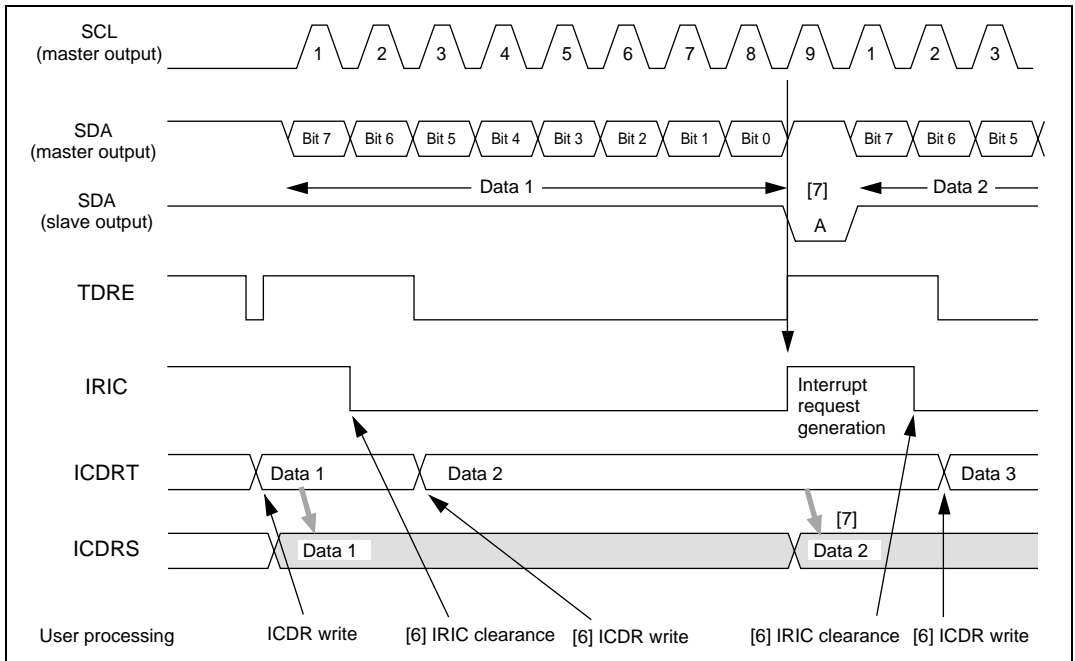 SCL
(master output)
1 2 3 4 5 6 7 8 9 1 2 3
SDA
(master output)
Bit 7 Bit 6 Bit 5 Bit 4 Bit 3 Bit 2 Bit 1 Bit 0 Bit 7 Bit 6 Bit 5
Data 1 [7] Data 2
SDA
(slave output)
A
TDRE
IRIC
Interrupt
request
generation
ICDRT
Data 1 Data 2 Data 3
[7]
ICDRS
Data 1 Data 2
User processing ICDR write [6] IRIC clearance [6] ICDR write [6] IRIC clearance [6] ICDR write